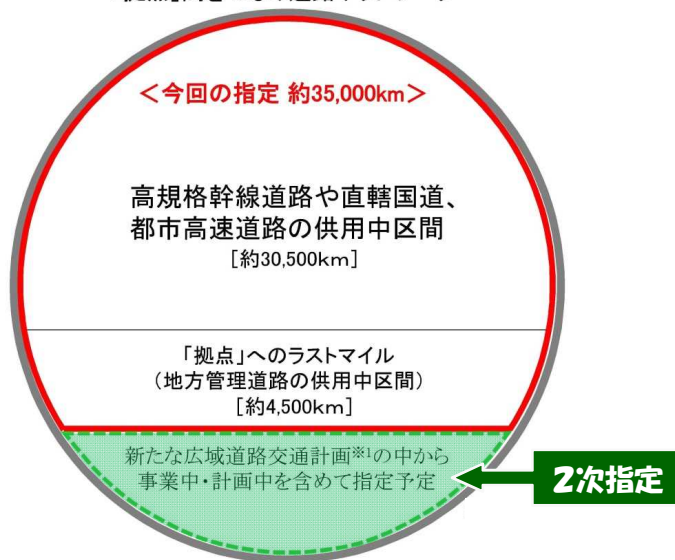 ＜今回の指定 約35,000km＞
高規格幹線道路や直轄国道、
都市高速道路の供用中区間
［約30,500km］
「拠点」へのラストマイル
（地方管理道路の供用中区間）
［約4,500km］
新たな広域道路交通計画※1の中から
事業中・計画中を含めて指定予定
2次指定